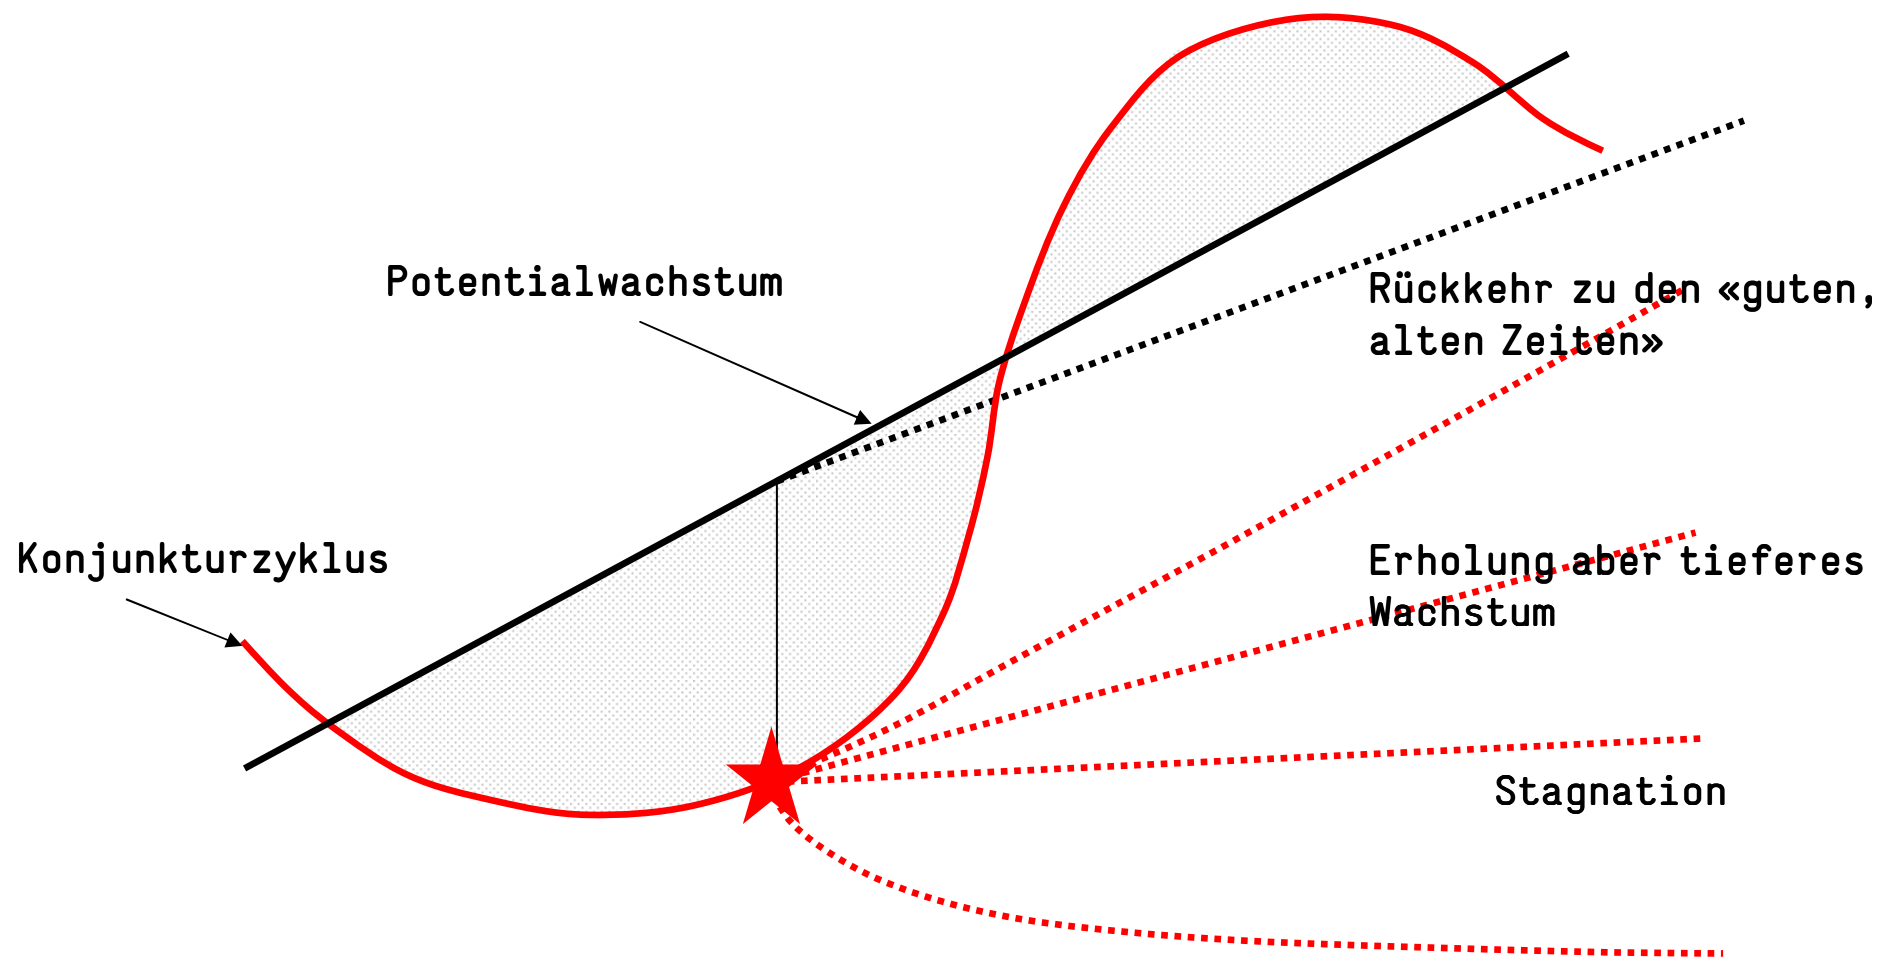 Potentialwachstum
Rückkehr zu den «guten,
alten Zeiten»
Konjunkturzyklus
Erholung aber tieferes
Wachstum
Stagnation